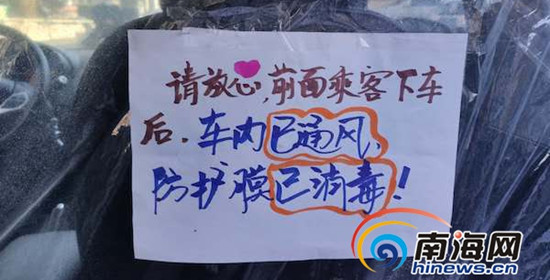 请放心,前面乘客下车
后.车内已通风,
防护膜已消毒!
南海网
hinews.cn